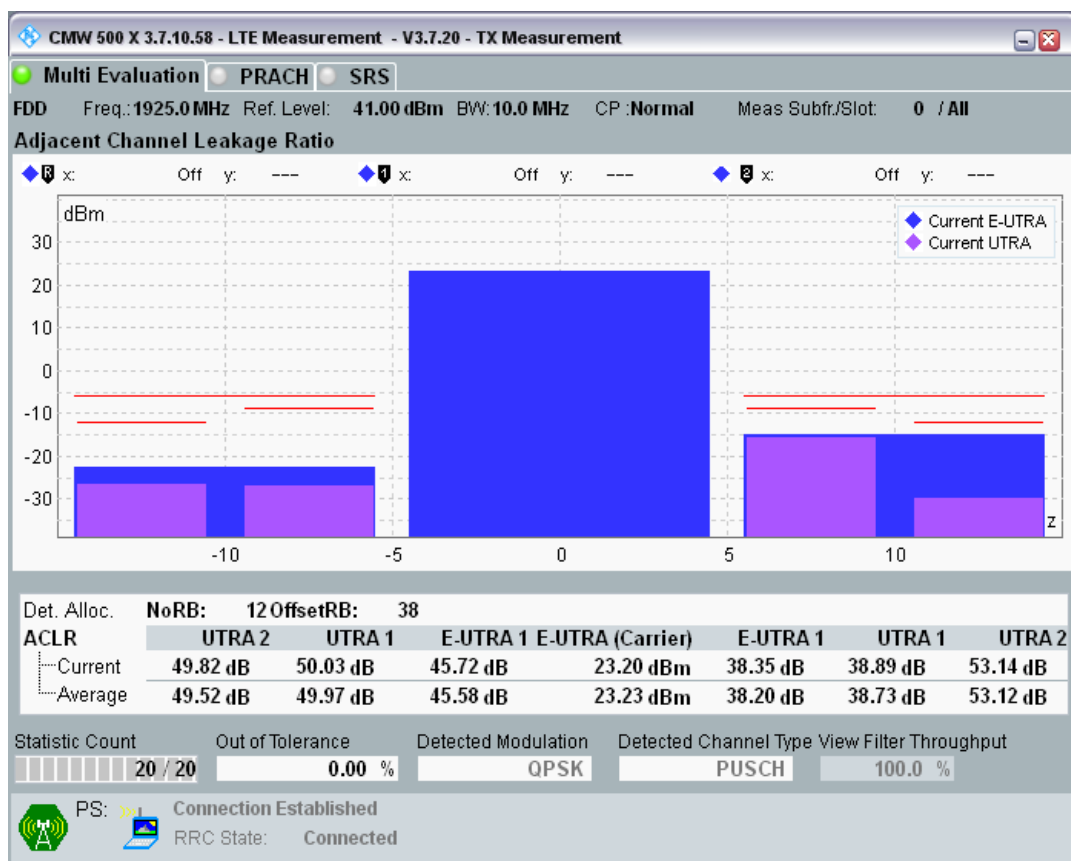 CMW 500 X 3.7.10.58 - LTE Measurement - V3.7.20 - TX Measurement
Multi Evaluation PRACH SRS
FDD Freq.: 1925.0 MHz Ref. Level: 41.00 dBm BW: 10.0 MHz CP :Normal Meas Subfr./Slot: 0 / All
Adjacent Channel Leakage Ratio
R x: Off y: --- 1 x: Off y: --- 2 x: Off y: ---
dBm
Current E-UTRA
Current UTRA
30
20
10
0
-10
-20
-30
z
-10 -5 0 5 10
Det. Alloc. NoRB: 12 OffsetRB: 38
ACLR UTRA 2 UTRA 1 E-UTRA 1 E-UTRA (Carrier) E-UTRA 1 UTRA 1 UTRA 2
Current 49.82 dB 50.03 dB 45.72 dB 23.20 dBm 38.35 dB 38.89 dB 53.14 dB
Average 49.52 dB 49.97 dB 45.58 dB 23.23 dBm 38.20 dB 38.73 dB 53.12 dB
Statistic Count Out of Tolerance Detected Modulation Detected Channel Type View Filter Throughput
20 / 20 0.00 % QPSK PUSCH 100.0 %
PS: Connection Established
RRC State: Connected